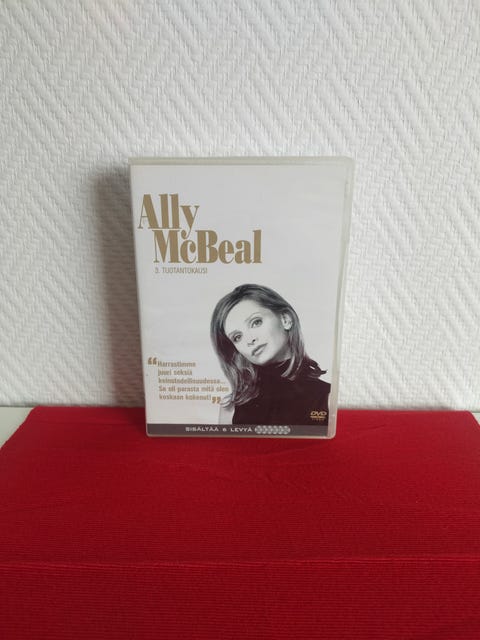 Ally
McBeal
3. TUOTANTOKAUSI
“Harrastimme
juuri seksiä
keinotodellisuudessa...
Se oli parasta mitä olen
koskaan kokenut!”
DVD
SISÄLTÄÄ 6 LEVYÄ